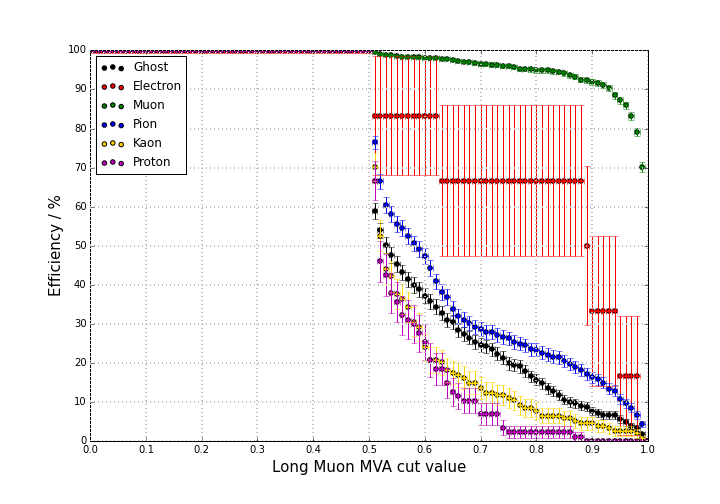 100
90
80
70
60
50
40
30
20
10
0
Efficiency / %
Ghost
Electron
Muon
Pion
Kaon
Proton
0.0 0.1 0.2 0.3 0.4 0.5 0.6 0.7 0.8 0.9 1.0
Long Muon MVA cut value